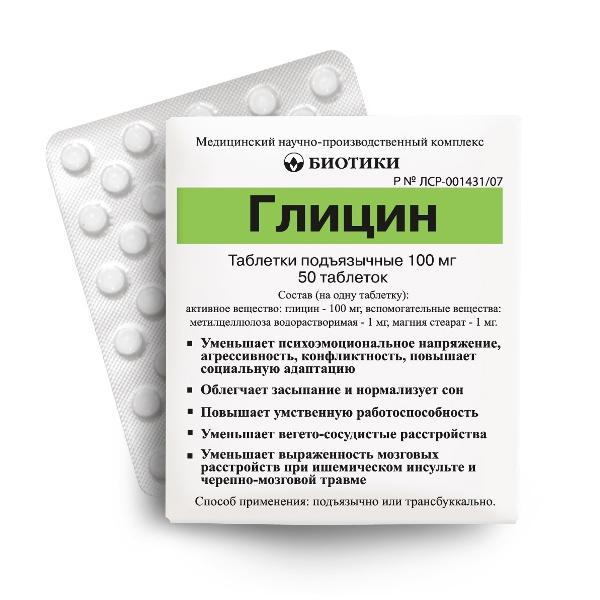 Медицинский научно-производственный комплекс
БИОТИКИ
Р № ЛСР-001431/07
Глицин
Таблетки подъязычные 100 мг
50 таблеток
Состав (на одну таблетку):
активное вещество: глицин - 100 мг, вспомогательные вещества:
метилцеллюлоза водорастворимая - 1 мг, магния стеарат - 1 мг.
▪ Уменьшает психоэмоциональное напряжение,
агрессивность, конфликтность, повышает
социальную адаптацию
▪ Облегчает засыпание и нормализует сон
▪ Повышает умственную работоспособность
▪ Уменьшает вегето-сосудистые расстройства
▪ Уменьшает выраженность мозговых
расстройств при ишемическом инсульте и
черепно-мозговой травме
Способ применения: подъязычно или трансбуккально.